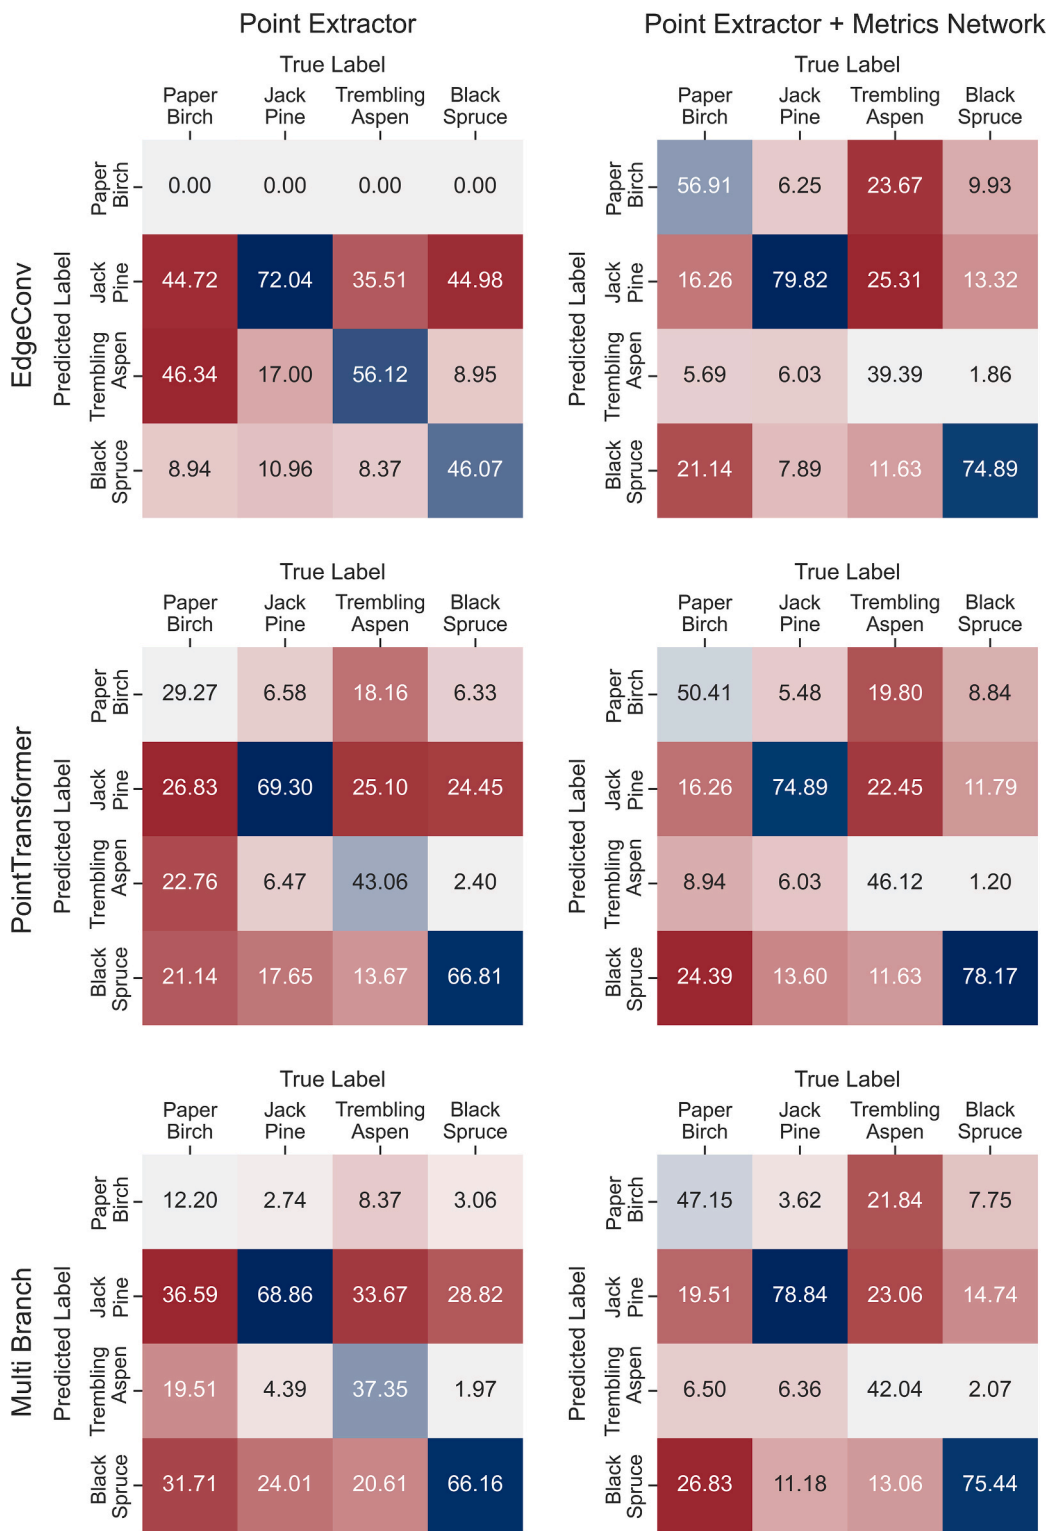 Point Extractor
Point Extractor + Metrics Network
EdgeConv
True Label
Paper Birch
Jack Pine
Trembling Aspen
Black Spruce
Predicted Label
Paper Birch
0.00 0.00 0.00 0.00
Jack Pine
44.72 72.04 35.51 44.98
Trembling Aspen
46.34 17.00 56.12 8.95
Black Spruce
8.94 10.96 8.37 46.07
True Label
Paper Birch
Jack Pine
Trembling Aspen
Black Spruce
Predicted Label
Paper Birch
56.91 6.25 23.67 9.93
Jack Pine
16.26 79.82 25.31 13.32
Trembling Aspen
5.69 6.03 39.39 1.86
Black Spruce
21.14 7.89 11.63 74.89
PointTransformer
True Label
Paper Birch
Jack Pine
Trembling Aspen
Black Spruce
Predicted Label
Paper Birch
29.27 6.58 18.16 6.33
Jack Pine
26.83 69.30 25.10 24.45
Trembling Aspen
22.76 6.47 43.06 2.40
Black Spruce
21.14 17.65 13.67 66.81
True Label
Paper Birch
Jack Pine
Trembling Aspen
Black Spruce
Predicted Label
Paper Birch
50.41 5.48 19.80 8.84
Jack Pine
16.26 74.89 22.45 11.79
Trembling Aspen
8.94 6.03 46.12 1.20
Black Spruce
24.39 13.60 11.63 78.17
Multi Branch
True Label
Paper Birch
Jack Pine
Trembling Aspen
Black Spruce
Predicted Label
Paper Birch
12.20 2.74 8.37 3.06
Jack Pine
36.59 68.86 33.67 28.82
Trembling Aspen
19.51 4.39 37.35 1.97
Black Spruce
31.71 24.01 20.61 66.16
True Label
Paper Birch
Jack Pine
Trembling Aspen
Black Spruce
Predicted Label
Paper Birch
47.15 3.62 21.84 7.75
Jack Pine
19.51 78.84 23.06 14.74
Trembling Aspen
6.50 6.36 42.04 2.07
Black Spruce
26.83 11.18 13.06 75.44